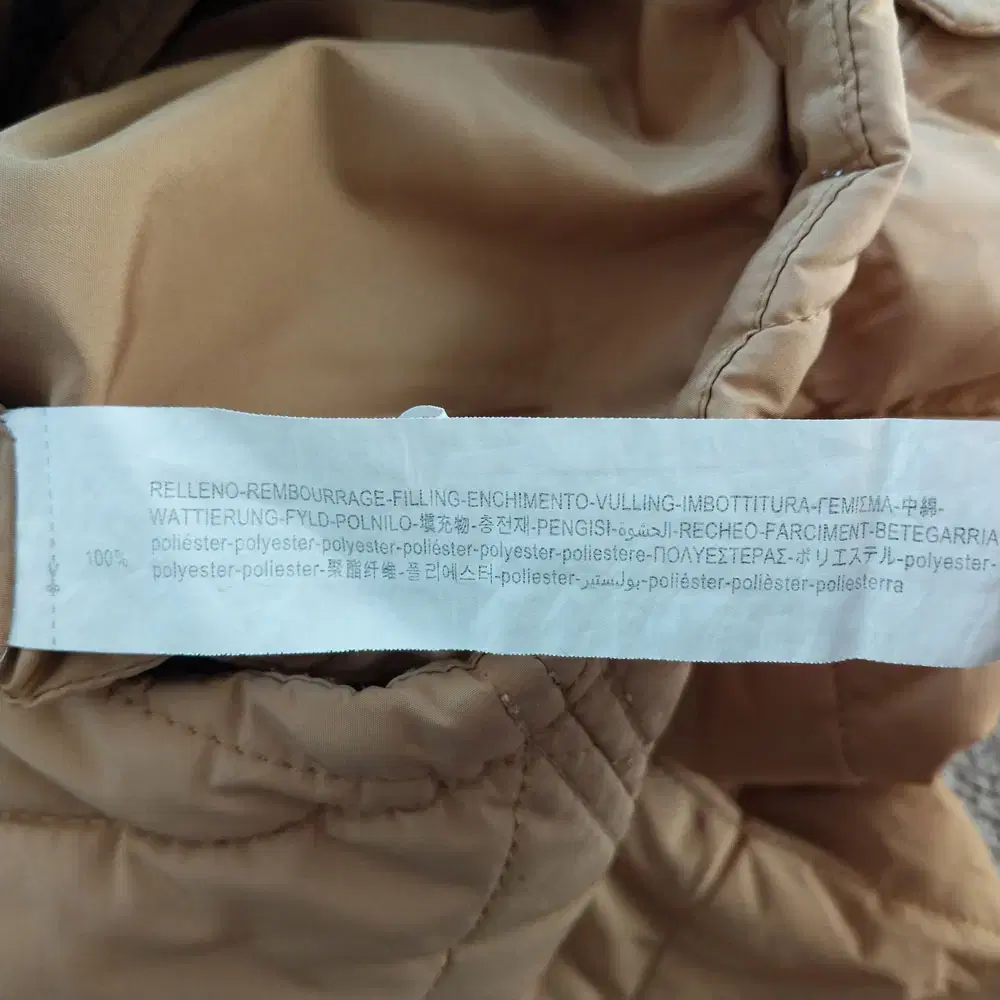 RELLENO-REMBOURRAGE-FILLING-ENCHIMENTO-VULLING-IMBOTTITURA-ΓΕΜΙΣΜΑ-中綿-
WATTIERUNG-FYLD-POLNILO-填充物-충전재-PENGISI-الحشوة-RECHEO-FARCIMENT-BETEGARRIA
100% poliéster-polyester-polyester-poliéster-polyester-poliestere-ΠΟΛΥΕΣΤΕΡΑΣ-ポリエステル-polyester-
polyester-poliester-聚酯纤维-폴리에스터-poliester-بوليستير-poliéster-polièster-poliesterra